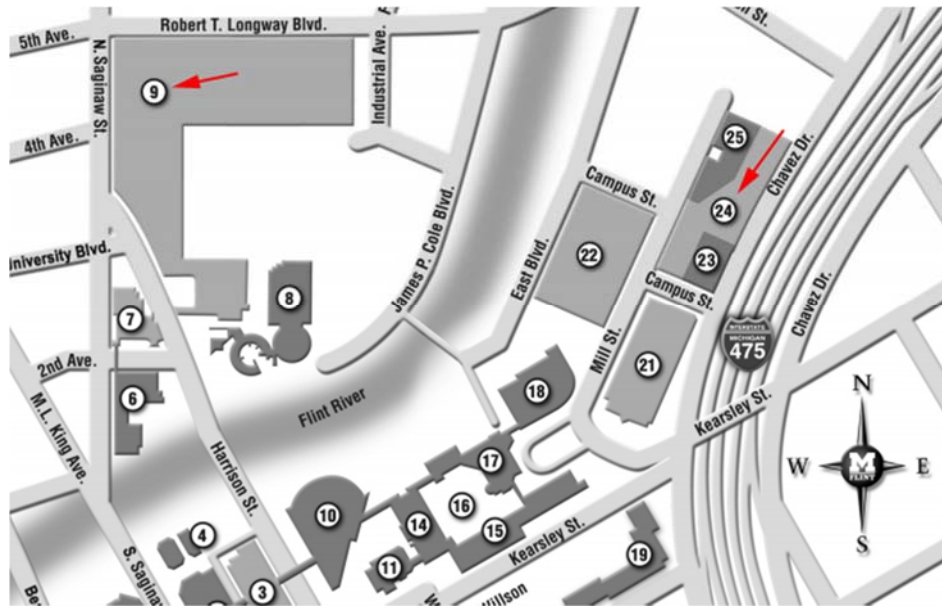 5th Ave.
Robert T. Longway Blvd.
N. Saginaw St.
Industrial Ave.
St.
9
4th Ave.
25
Chavez Dr.
Campus St.
24
James P. Cole Blvd.
University Blvd.
22
23
East Blvd.
8
Campus St.
Chavez Dr.
7
INTERSTATE
MICHIGAN
475
2nd Ave.
Mill St.
21
18
6
Flint River
Kearsley St.
N
M.L. King Ave.
Harrison St.
17
W
M
FLINT
E
10
14
16
15
S
4
Kearsley St.
11
19
S. Saginaw
3